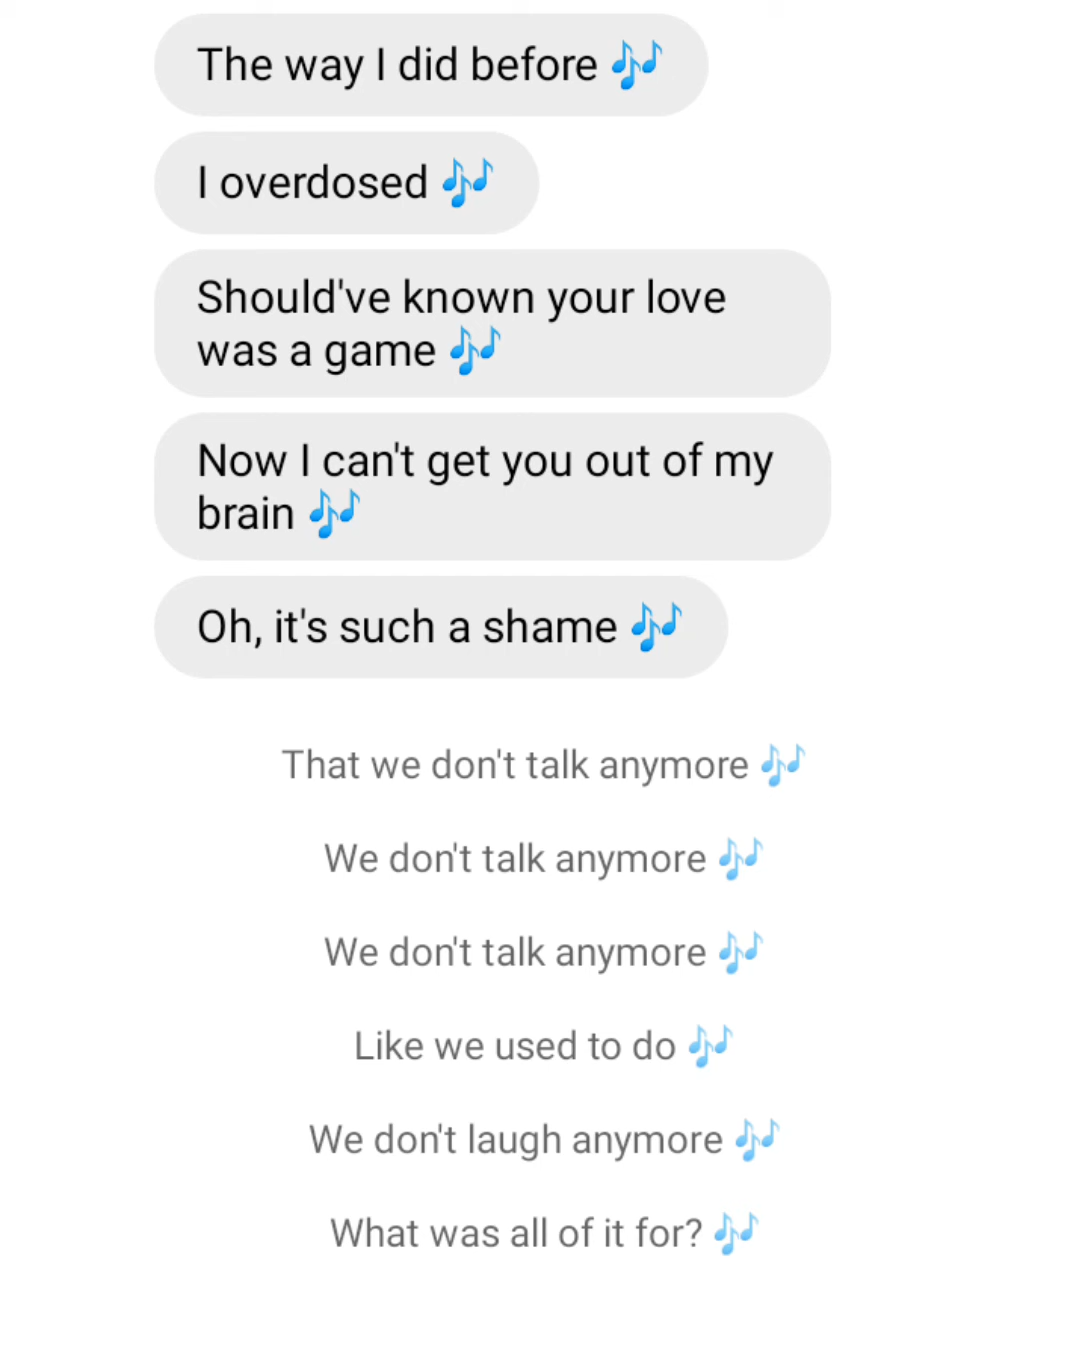 The way I did before 🎶
I overdosed 🎶
Should've known your love
was a game 🎶
Now I can't get you out of my
brain 🎶
Oh, it's such a shame 🎶
That we don't talk anymore 🎶
We don't talk anymore 🎶
We don't talk anymore 🎶
Like we used to do 🎶
We don't laugh anymore 🎶
What was all of it for? 🎶